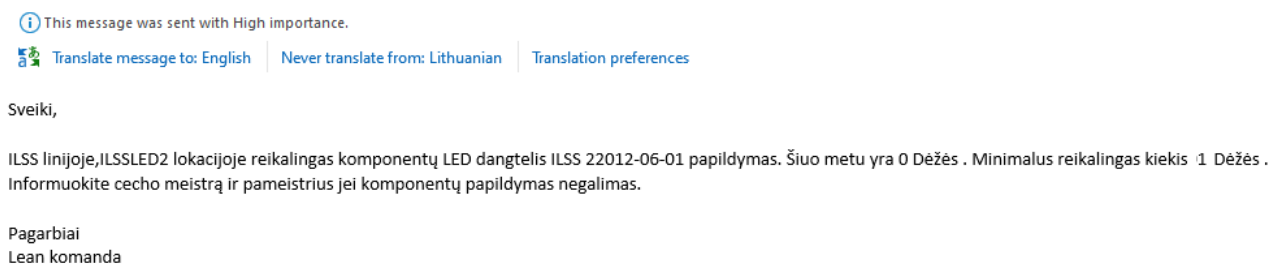 This message was sent with High importance.
Translate message to: English Never translate from: Lithuanian Translation preferences
Sveiki,
ILSS linijoje,ILSSLED2 lokacijoje reikalingas komponentų LED dangtelis ILSS 22012-06-01 papildymas. Šiuo metu yra 0 Dėžės . Minimalus reikalingas kiekis 1 Dėžės .
Informuokite cecho meistrą ir pameistrius jei komponentų papildymas negalimas.
Pagarbiai
Lean komanda